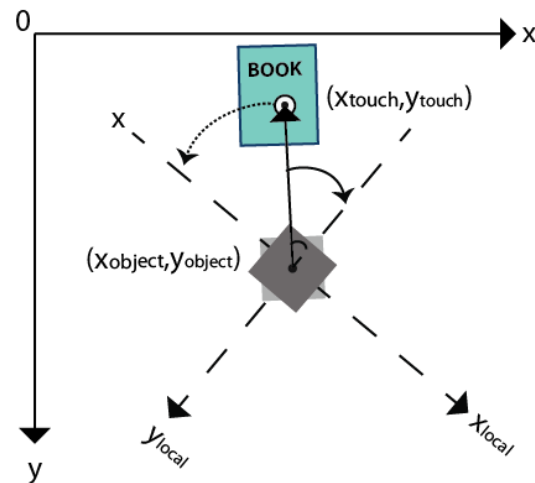 0
x
BOOK
(xtouch,ytouch)
x
(xobject,yobject)
ylocal
xlocal
y